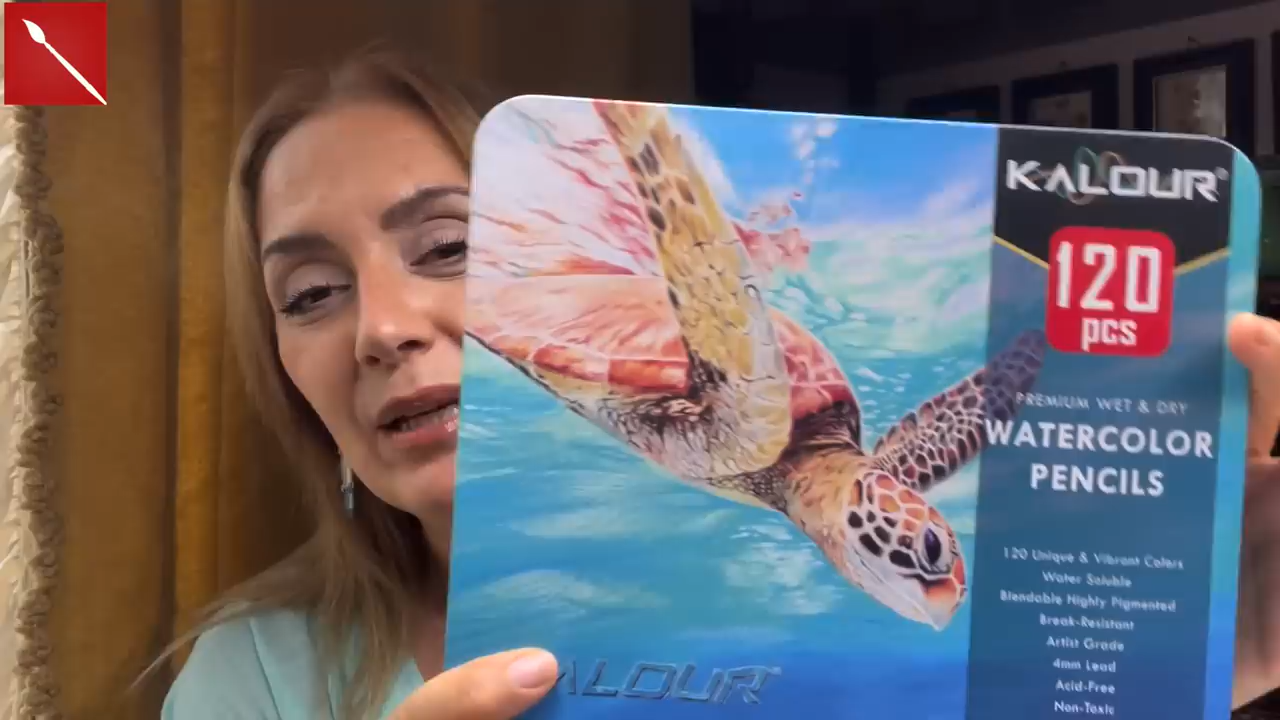 KALOUR
120
pcs
PREMIUM WET & DRY
WATERCOLOR
PENCILS
120 Unique & Vibrant Colors
Water Soluble
Blendable Highly Pigmented
Break-Resistant
Artist Grade
4mm Lead
Acid-Free
Non-Toxic
KALOUR